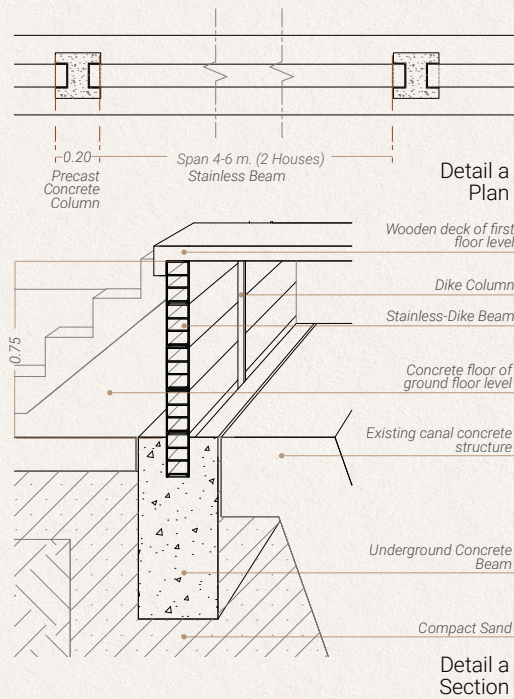 0.20
Span 4-6 m. (2 Houses)
Stainless Beam
Precast
Concrete
Column
Detail a
Plan
Wooden deck of first
floor level
Dike Column
Stainless-Dike Beam
0.75
Concrete floor of
ground floor level
Existing canal concrete
structure
Underground Concrete
Beam
Compact Sand
Detail a
Section